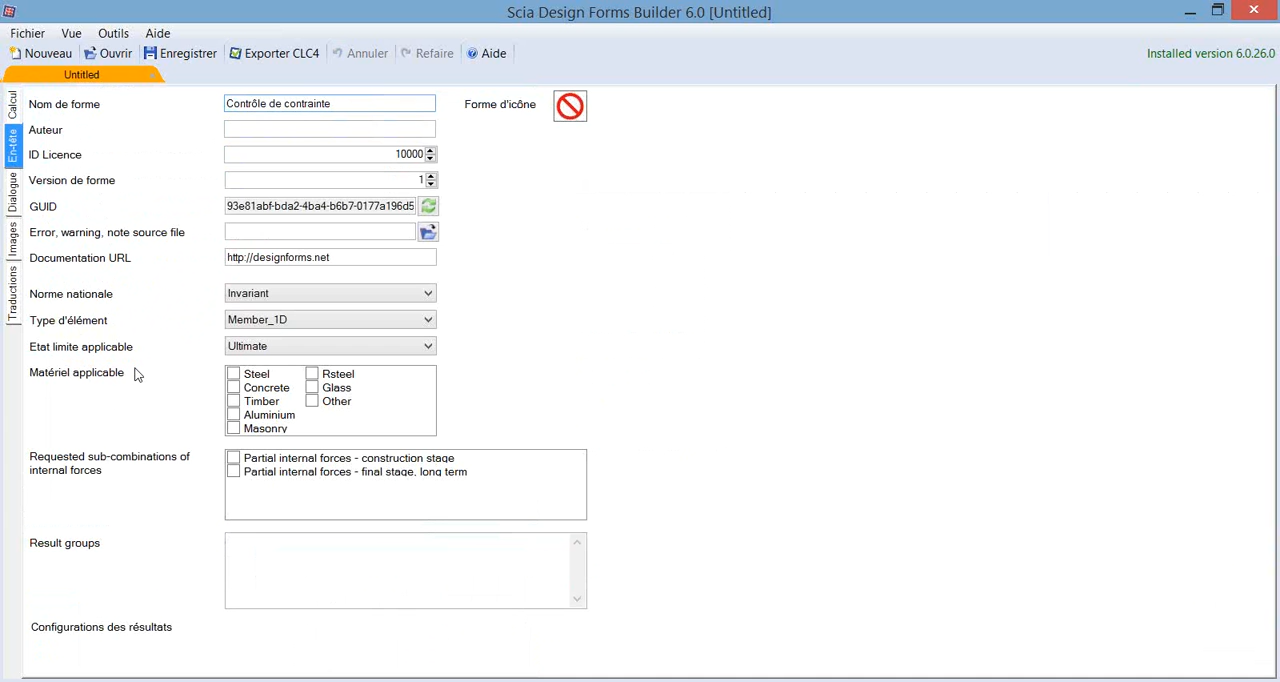 Scia Design Forms Builder 6.0 [Untitled]
Fichier Vue Outils Aide
Nouveau Ouvrir Enregistrer Exporter CLC4 Annuler Refaire Aide Installed version 6.0.26.0
Untitled
Calcul
En-tête
Dialogue
Images
Traductions
Nom de forme Contrôle de contrainte Forme d'icône
Auteur
ID Licence 10000
Version de forme 1
GUID 93e81abf-bda2-4ba4-b6b7-0177a196d5
Error, warning, note source file
Documentation URL http://designforms.net
Norme nationale Invariant
Type d'élément Member_1D
Etat limite applicable Ultimate
Matériel applicable
Steel Rsteel
Concrete Glass
Timber Other
Aluminium
Masonry
Requested sub-combinations of
internal forces
Partial internal forces - construction stage
Partial internal forces - final stage, long term
Result groups
Configurations des résultats